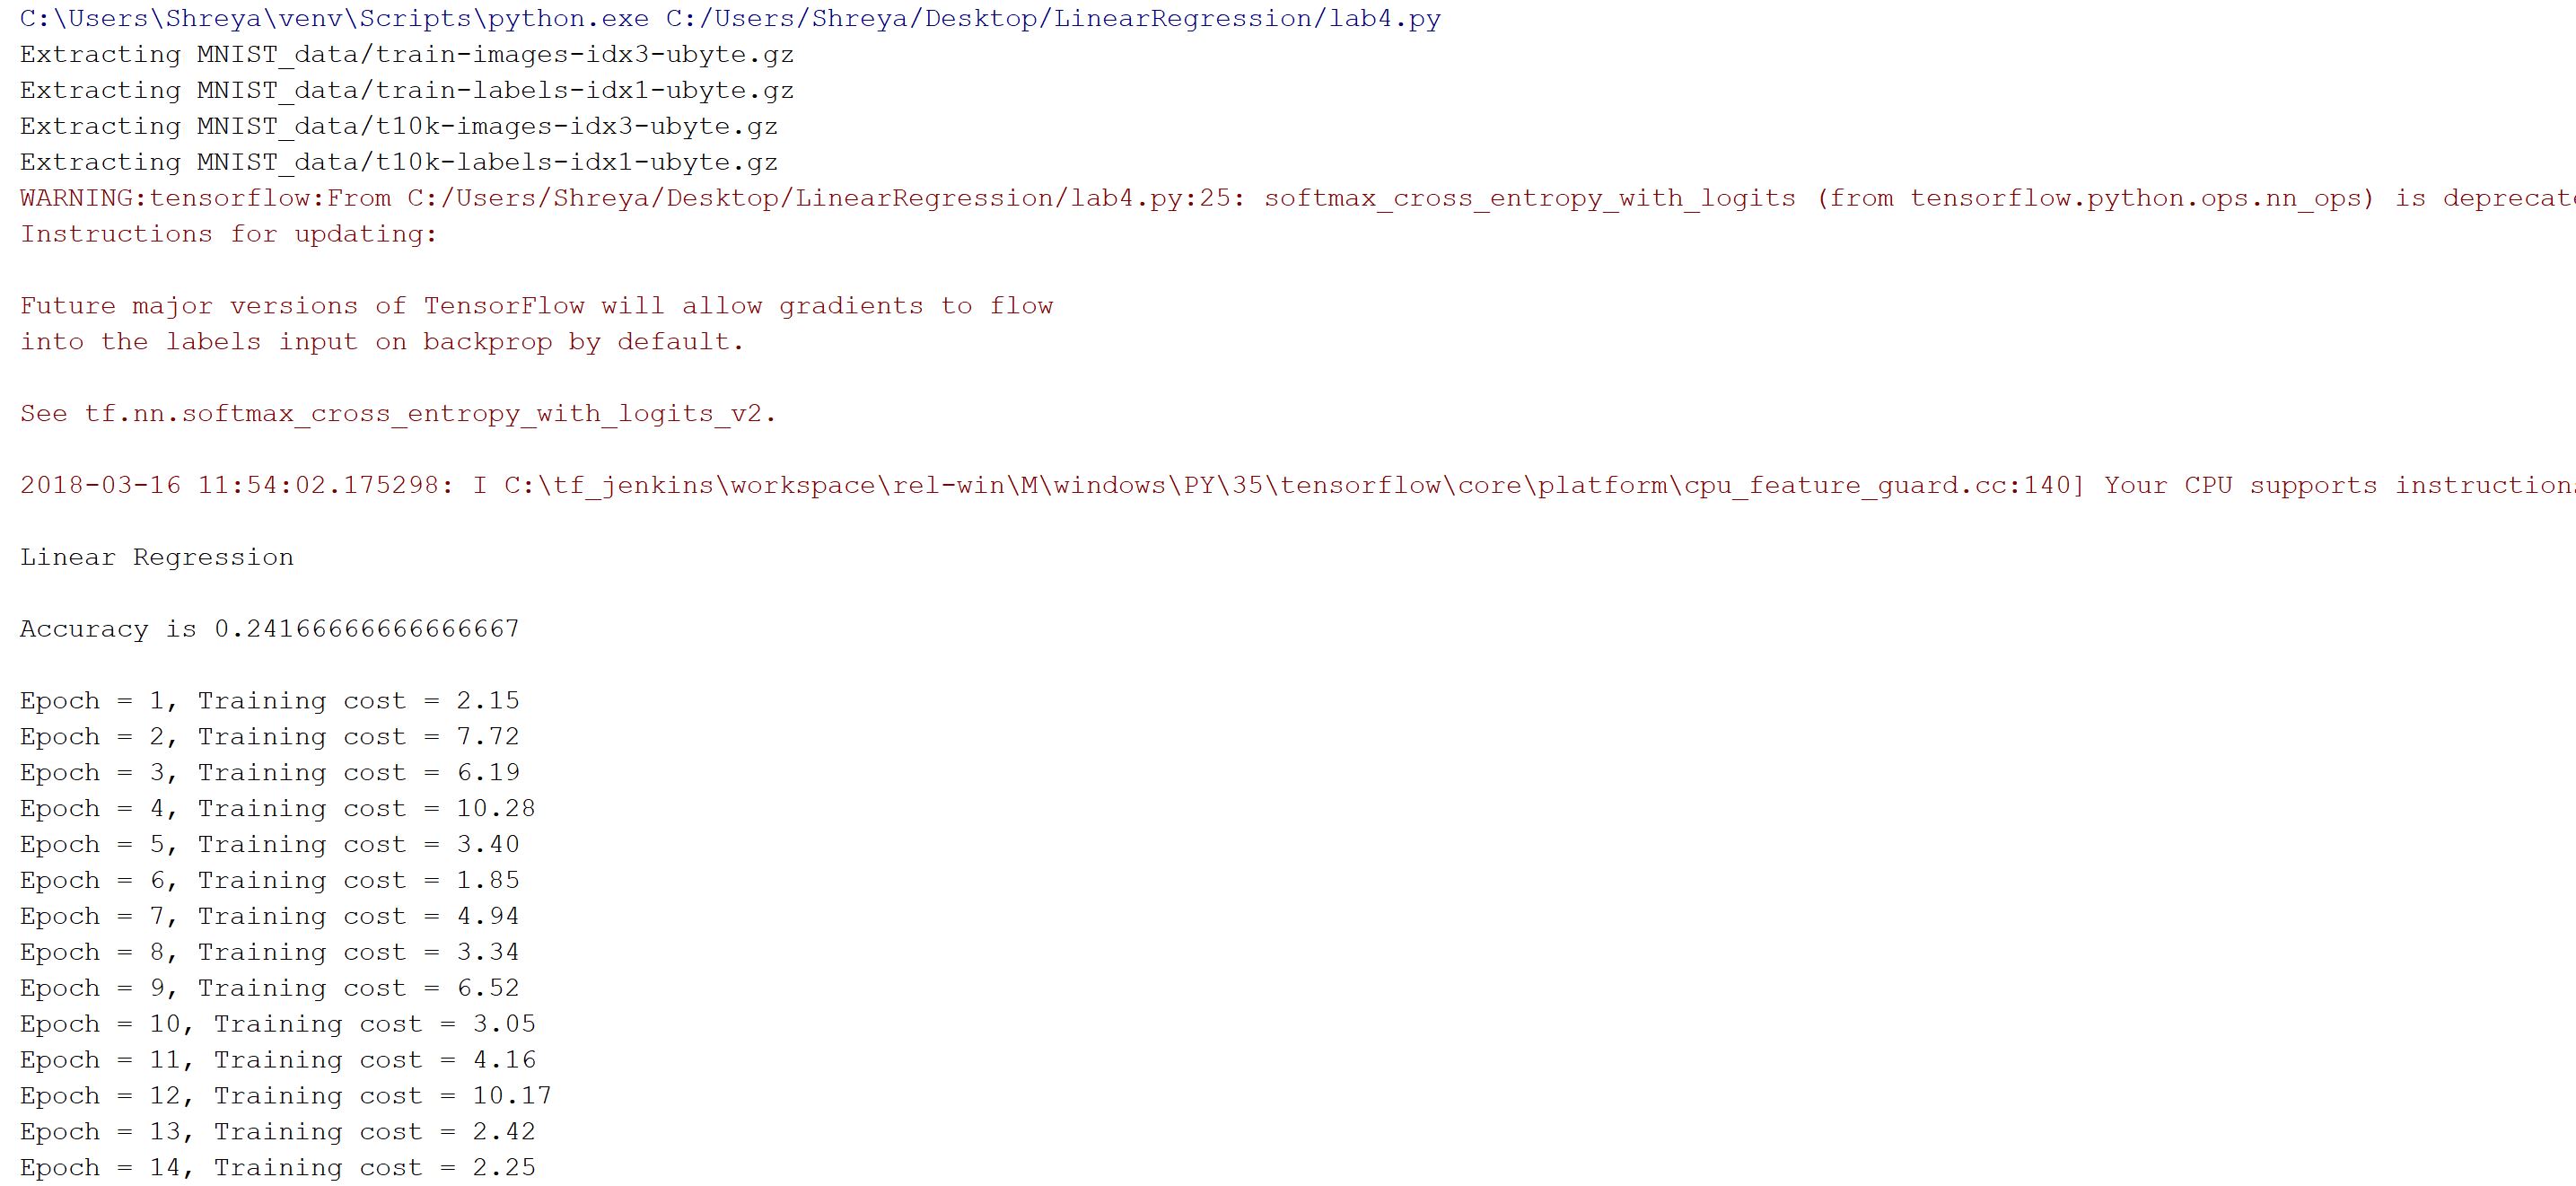 C:\Users\Shreya\venv\Scripts\python.exe C:/Users/Shreya/Desktop/LinearRegression/lab4.py
Extracting MNIST_data/train-images-idx3-ubyte.gz
Extracting MNIST_data/train-labels-idx1-ubyte.gz
Extracting MNIST_data/t10k-images-idx3-ubyte.gz
Extracting MNIST_data/t10k-labels-idx1-ubyte.gz
WARNING:tensorflow:From C:/Users/Shreya/Desktop/LinearRegression/lab4.py:25: softmax_cross_entropy_with_logits (from tensorflow.python.ops.nn_ops) is deprecate
Instructions for updating:
Future major versions of TensorFlow will allow gradients to flow
into the labels input on backprop by default.
See tf.nn.softmax_cross_entropy_with_logits_v2.
2018-03-16 11:54:02.175298: I C:\tf_jenkins\workspace\rel-win\M\windows\PY\35\tensorflow\core\platform\cpu_feature_guard.cc:140] Your CPU supports instructions
Linear Regression
Accuracy is 0.24166666666666667
Epoch = 1, Training cost = 2.15
Epoch = 2, Training cost = 7.72
Epoch = 3, Training cost = 6.19
Epoch = 4, Training cost = 10.28
Epoch = 5, Training cost = 3.40
Epoch = 6, Training cost = 1.85
Epoch = 7, Training cost = 4.94
Epoch = 8, Training cost = 3.34
Epoch = 9, Training cost = 6.52
Epoch = 10, Training cost = 3.05
Epoch = 11, Training cost = 4.16
Epoch = 12, Training cost = 10.17
Epoch = 13, Training cost = 2.42
Epoch = 14, Training cost = 2.25